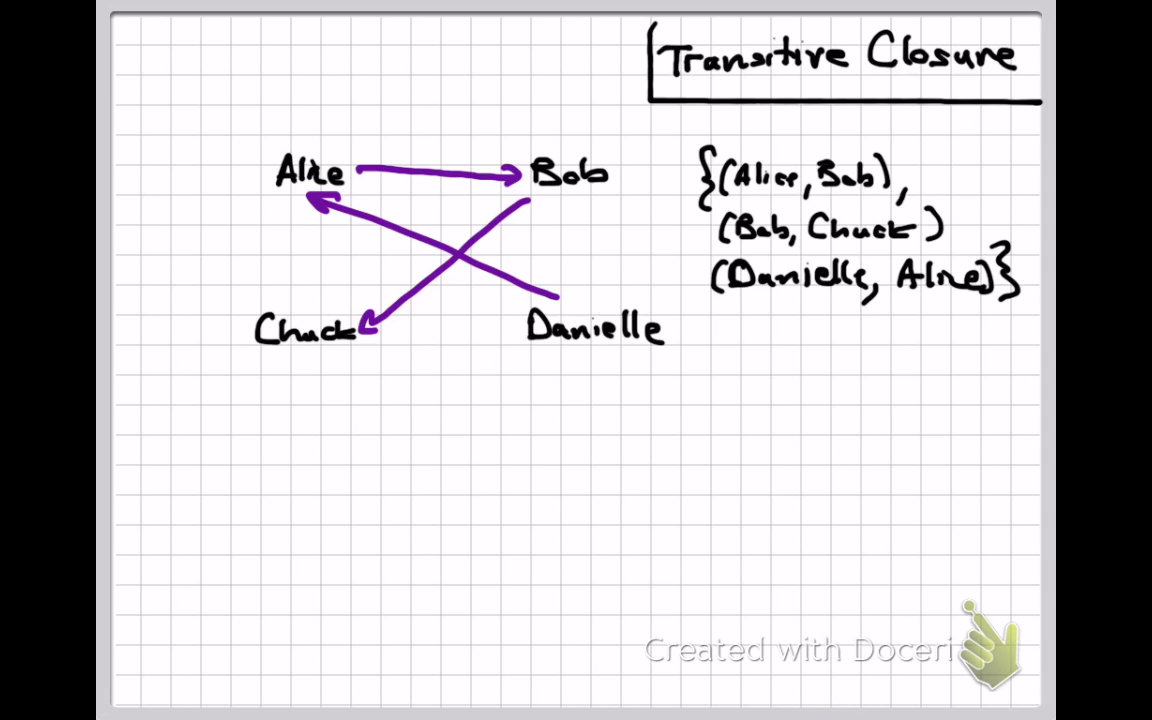 Transitive Closure
Alice Bob
Chuck Danielle
{(Alice, Bob),
(Bob, Chuck)
(Danielle, Alice)}
Created with Doceri